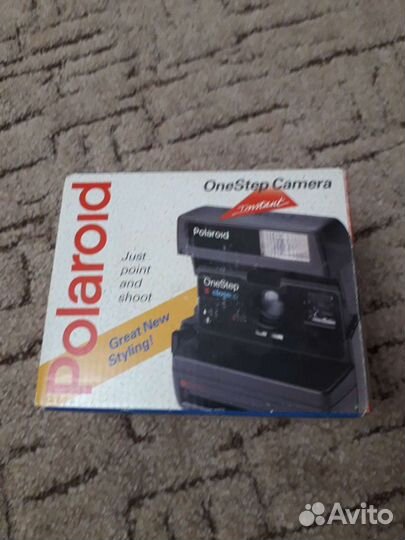 Polaroid
OneStep Camera
instant
Polaroid
Just
point
and
shoot
OneStep
Great New
Styling!
Avito